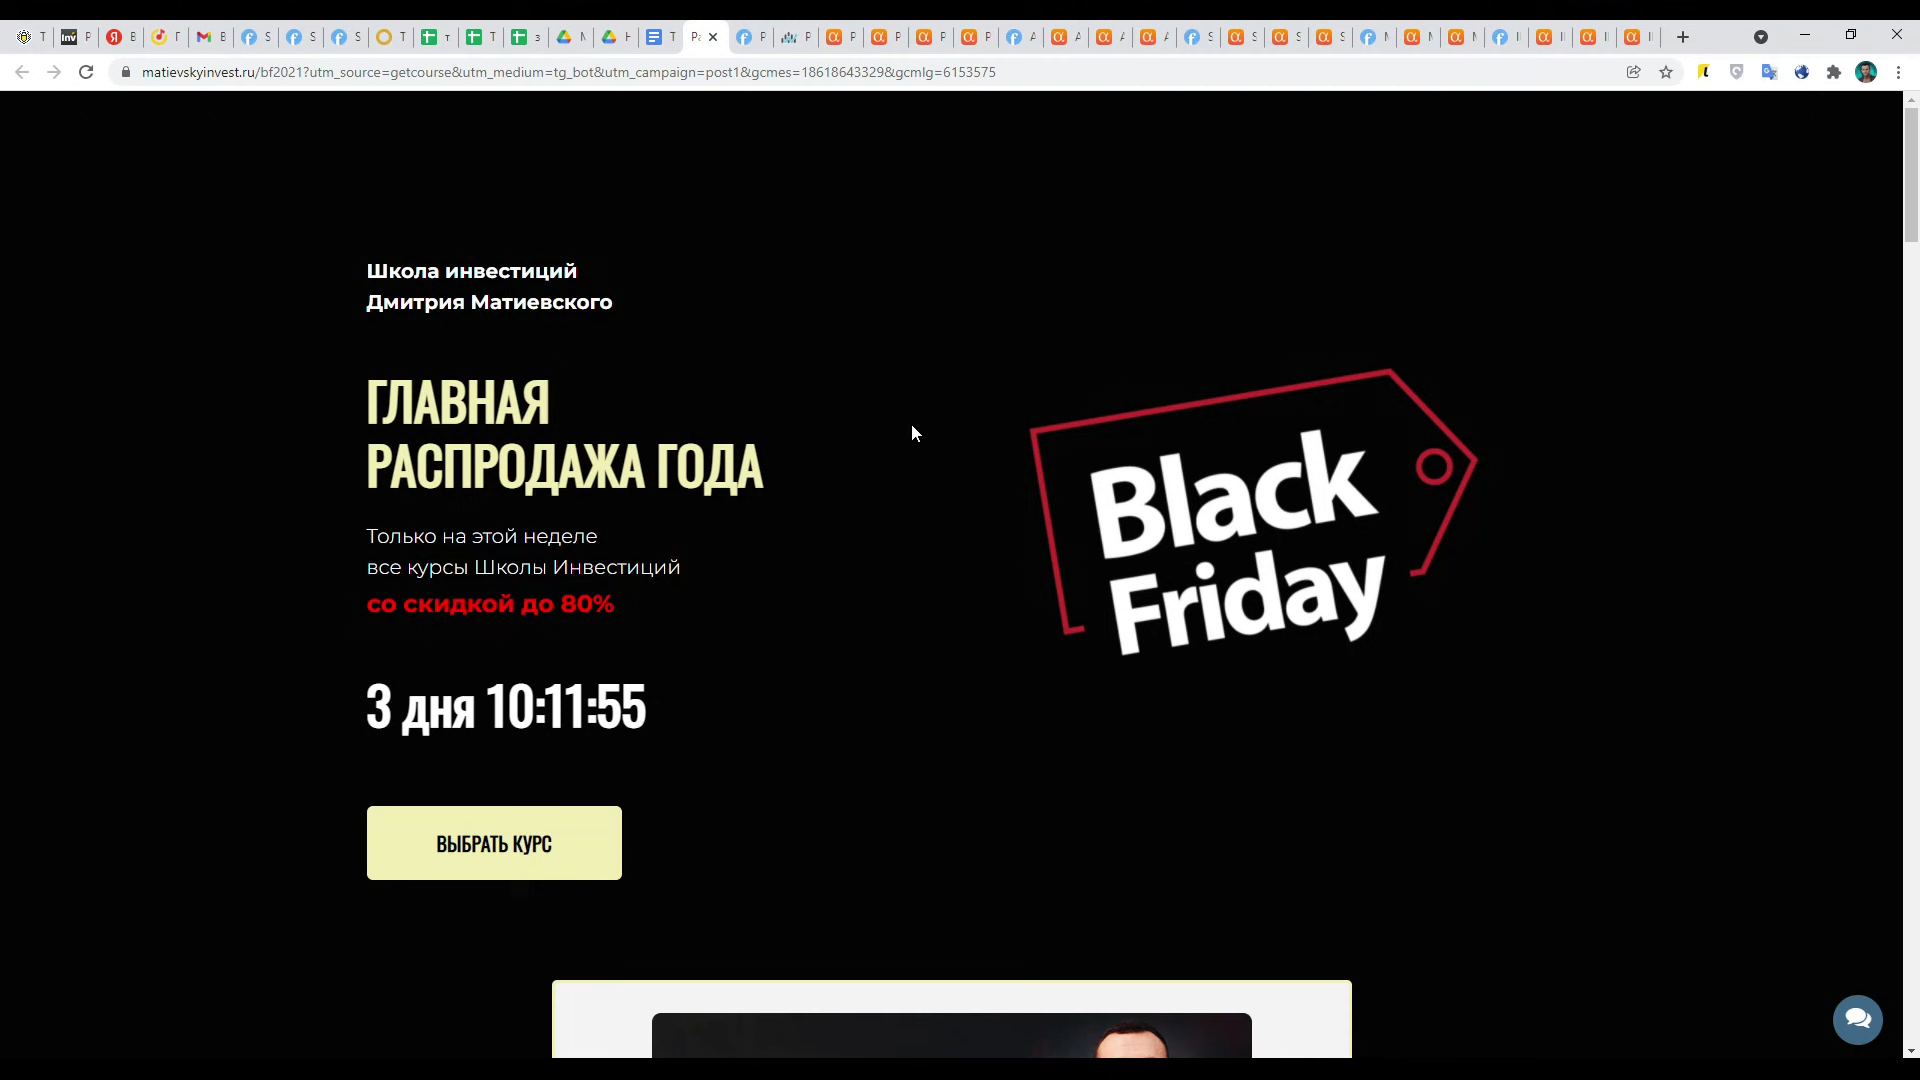 matievskyinvest.ru/bf2021?utm_source=getcourse&utm_medium=tg_bot&utm_campaign=post1&gcmes=18618643329&gcmlg=6153575
Школа инвестиций
Дмитрия Матиевского
ГЛАВНАЯ
РАСПРОДАЖА ГОДА
Только на этой неделе
все курсы Школы Инвестиций
со скидкой до 80%
3 дня 10:11:55
ВЫБРАТЬ КУРС
Black
Friday